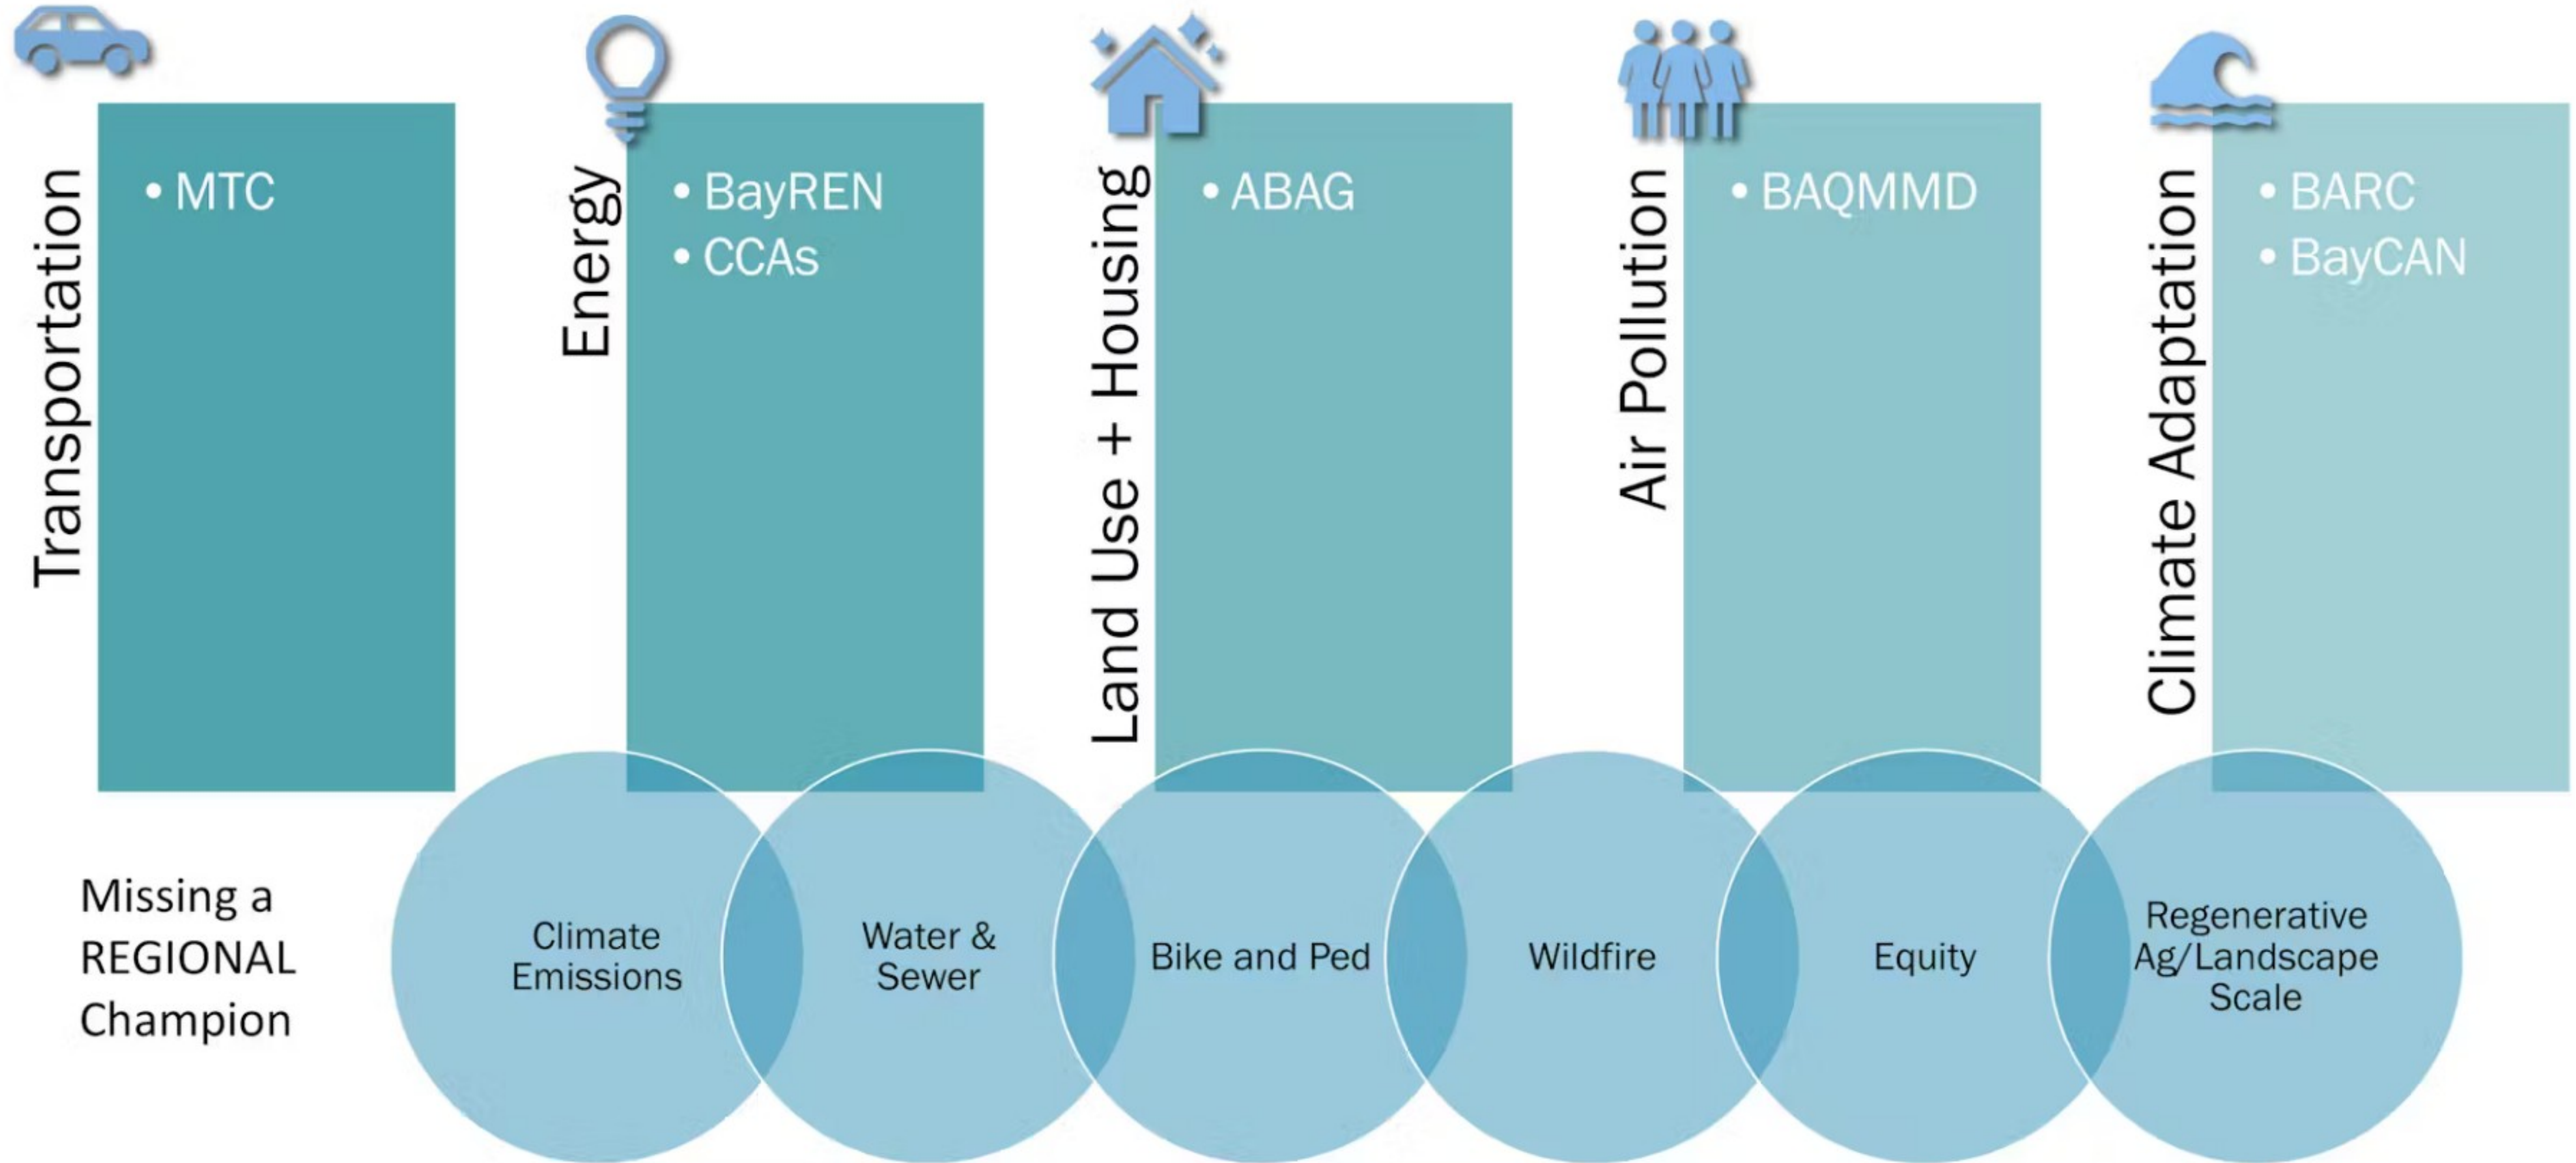 Transportation
• MTC
Energy
• BayREN
• CCAs
Land Use + Housing
• ABAG
Air Pollution
• BAQMMD
Climate Adaptation
• BARC
• BayCAN
Missing a
REGIONAL
Champion
Climate
Emissions
Water &
Sewer
Bike and Ped
Wildfire
Equity
Regenerative
Ag/Landscape
Scale